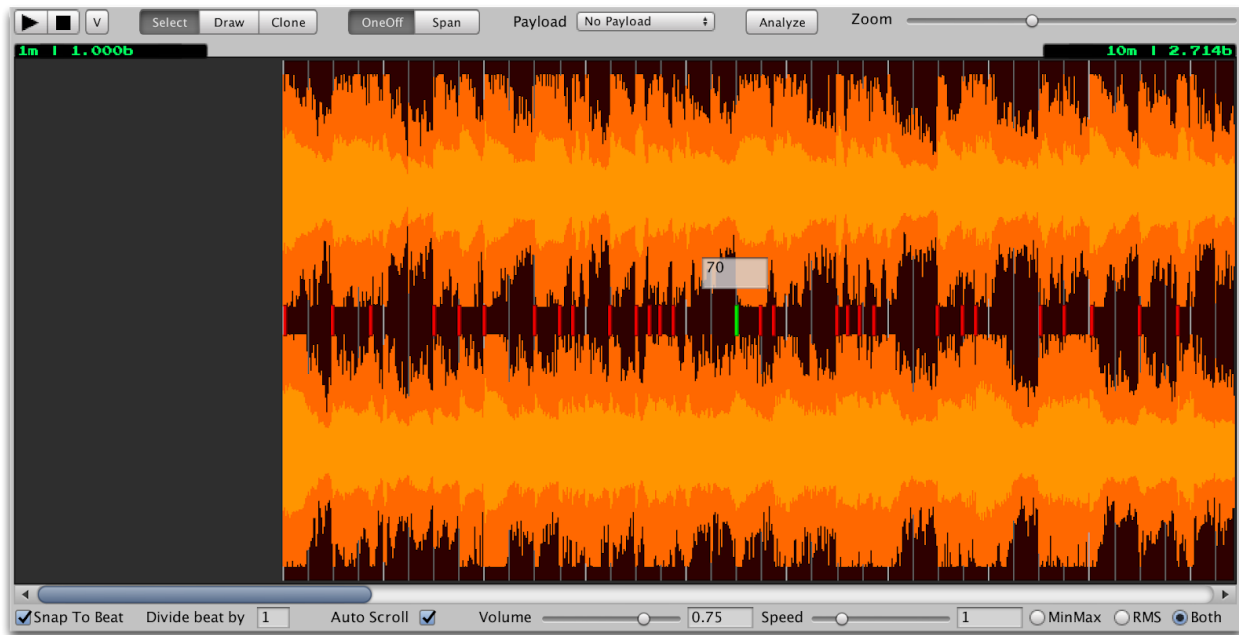 V Select Draw Clone OneOff Span Payload No Payload Analyze Zoom
1m | 1.000b 10m | 2.714b
70
Snap To Beat Divide beat by 1 Auto Scroll Volume 0.75 Speed 1 MinMax RMS Both